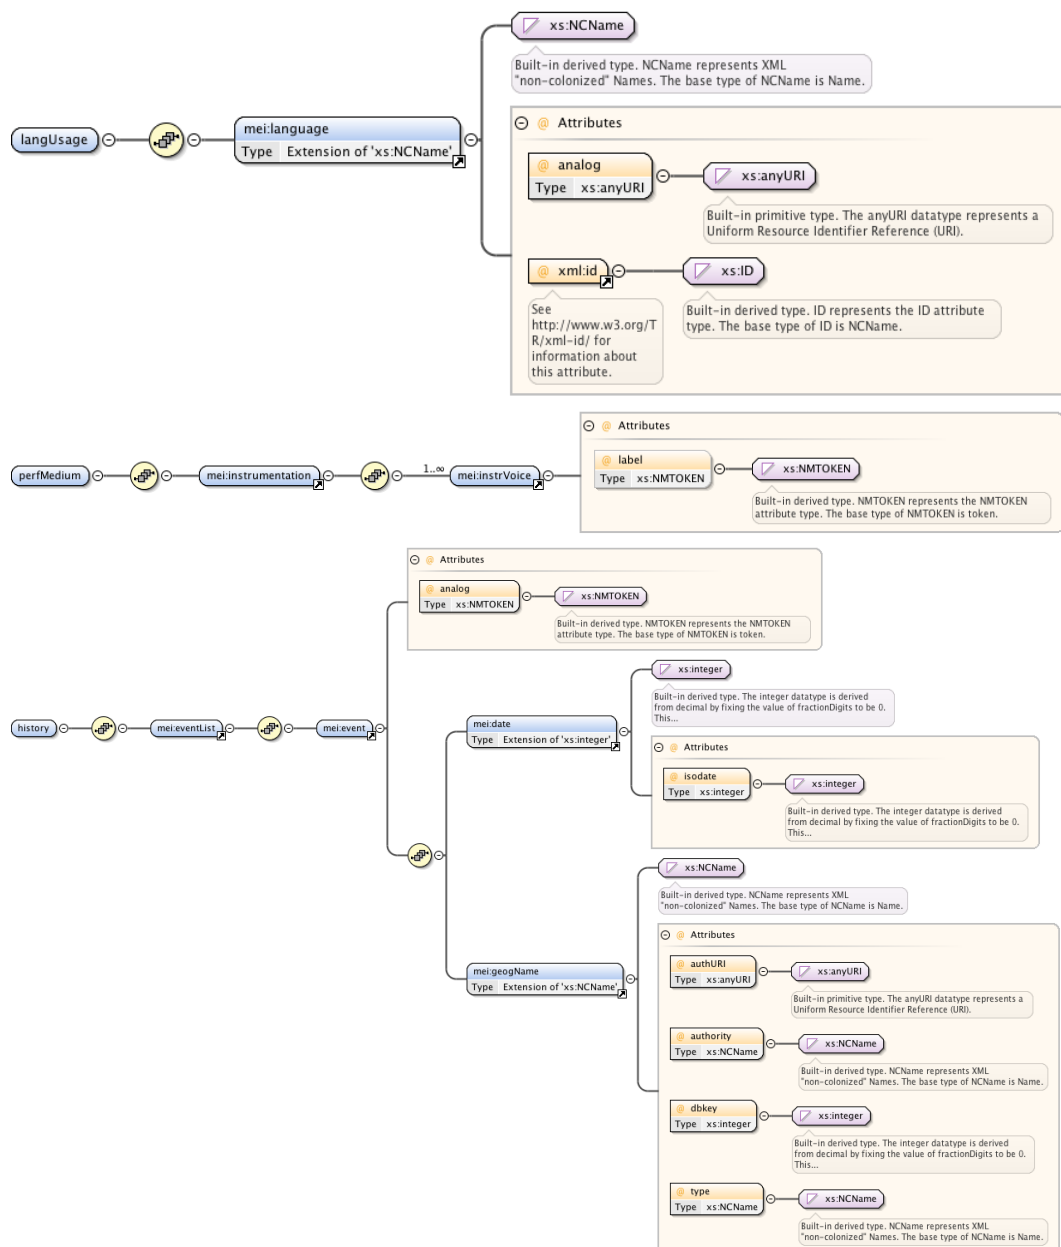 xs:NCName
Built-in derived type. NCName represents XML
"non-colonized" Names. The base type of NCName is Name.
langUsage
mei:language
Type Extension of 'xs:NCName'
@ Attributes
@ analog
Type xs:anyURI
xs:anyURI
Built-in primitive type. The anyURI datatype represents a
Uniform Resource Identifier Reference (URI).
@ xml:id
xs:ID
See
http://www.w3.org/T
R/xml-id/ for
information about
this attribute.
Built-in derived type. ID represents the ID attribute
type. The base type of ID is NCName.
perfMedium
mei:instrumentation
1..∞
mei:instrVoice
@ Attributes
@ label
Type xs:NMTOKEN
xs:NMTOKEN
Built-in derived type. NMTOKEN represents the NMTOKEN
attribute type. The base type of NMTOKEN is token.
@ Attributes
@ analog
Type xs:NMTOKEN
xs:NMTOKEN
Built-in derived type. NMTOKEN represents the NMTOKEN
attribute type. The base type of NMTOKEN is token.
history
mei:eventList
mei:event
mei:date
Type Extension of 'xs:integer'
xs:integer
Built-in derived type. The integer datatype is derived
from decimal by fixing the value of fractionDigits to be 0.
This...
@ Attributes
@ isodate
Type xs:integer
xs:integer
Built-in derived type. The integer datatype is derived
from decimal by fixing the value of fractionDigits to be 0.
This...
mei:geogName
Type Extension of 'xs:NCName'
xs:NCName
Built-in derived type. NCName represents XML
"non-colonized" Names. The base type of NCName is Name.
@ Attributes
@ authURI
Type xs:anyURI
xs:anyURI
Built-in primitive type. The anyURI datatype represents a
Uniform Resource Identifier Reference (URI).
@ authority
Type xs:NCName
xs:NCName
Built-in derived type. NCName represents XML
"non-colonized" Names. The base type of NCName is Name.
@ dbkey
Type xs:integer
xs:integer
Built-in derived type. The integer datatype is derived
from decimal by fixing the value of fractionDigits to be 0.
This...
@ type
Type xs:NCName
xs:NCName
Built-in derived type. NCName represents XML
"non-colonized" Names. The base type of NCName is Name.